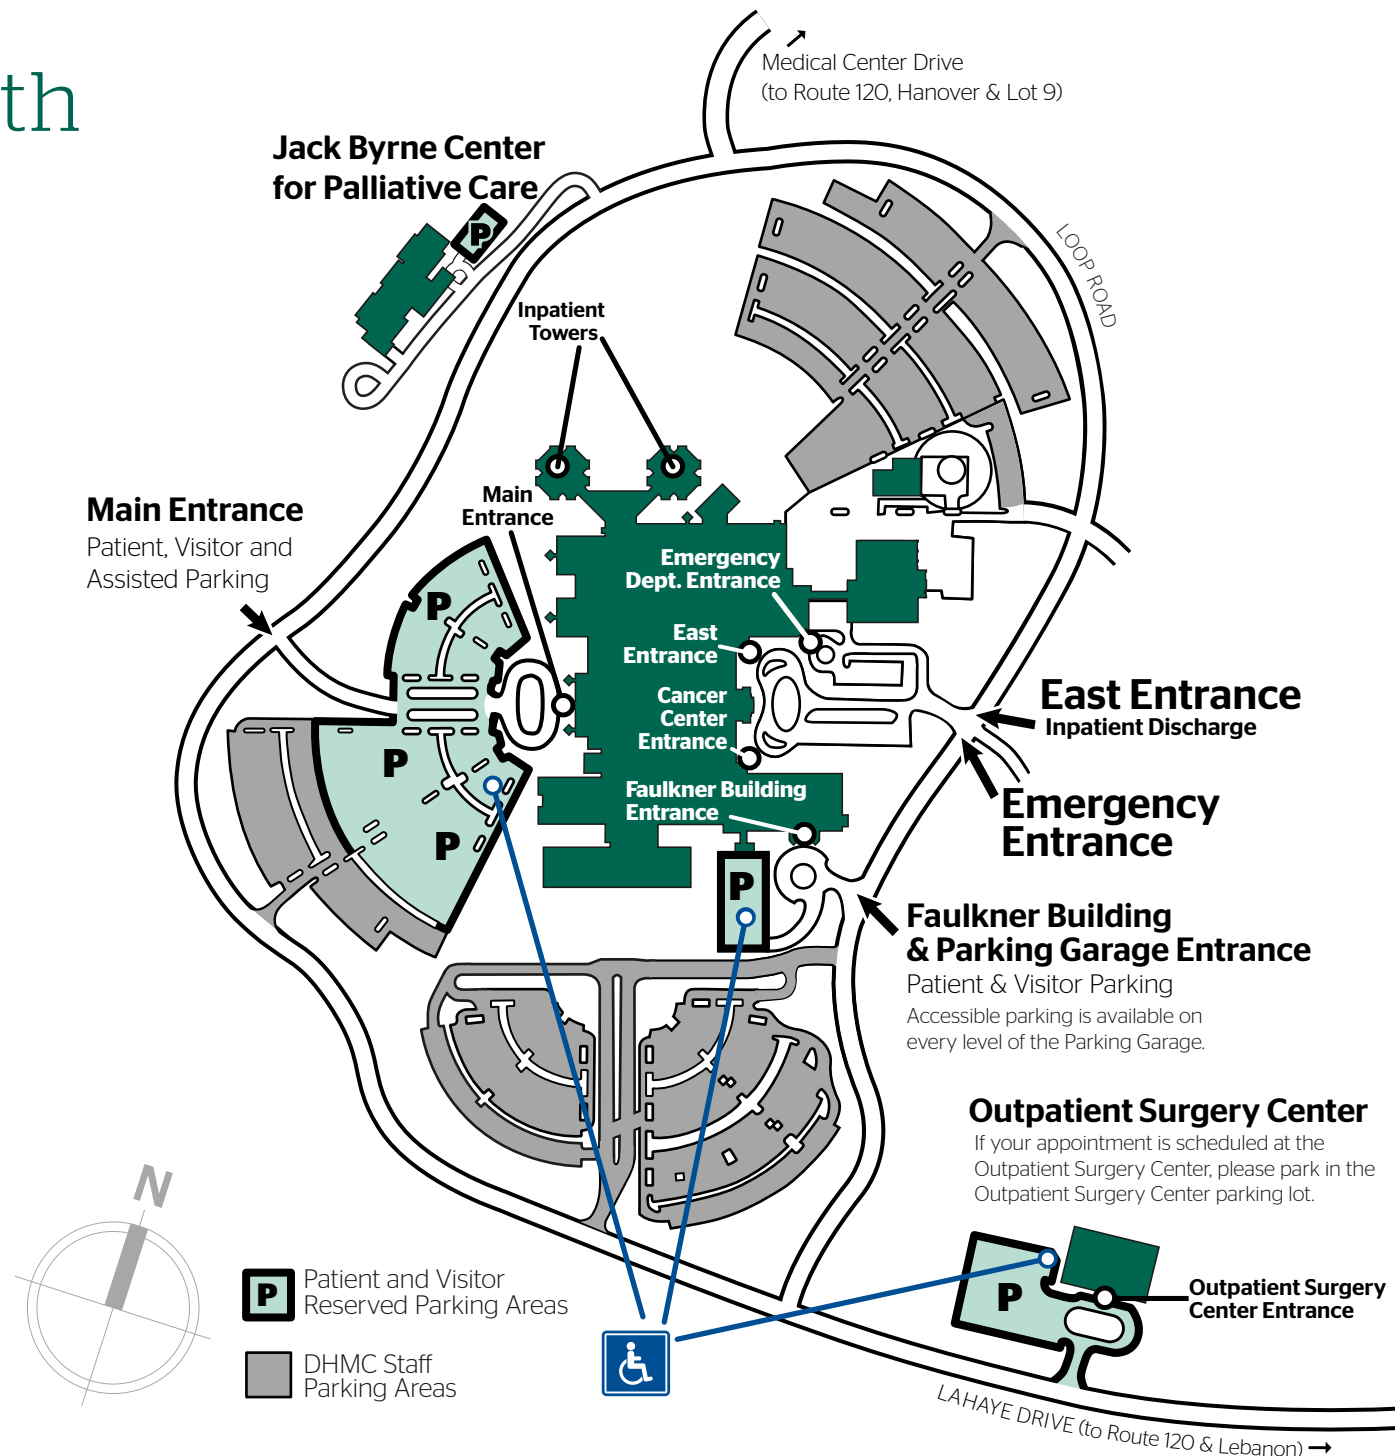 th
Medical Center Drive
(to Route 120, Hanover & Lot 9)
Jack Byrne Center
for Palliative Care
P
LOOP ROAD
Inpatient
Towers
Main
Entrance
Main Entrance
Patient, Visitor and
Assisted Parking
Emergency
Dept. Entrance
P
East
Entrance
Cancer
Center
Entrance
East Entrance
Inpatient Discharge
P
Faulkner Building
Entrance
Emergency
Entrance
P
P
Faulkner Building
& Parking Garage Entrance
Patient & Visitor Parking
Accessible parking is available on
every level of the Parking Garage.
Outpatient Surgery Center
If your appointment is scheduled at the
Outpatient Surgery Center, please park in the
Outpatient Surgery Center parking lot.
N
P
Outpatient Surgery
Center Entrance
P
Patient and Visitor
Reserved Parking Areas
DHMC Staff
Parking Areas
LAHAYE DRIVE (to Route 120 & Lebanon)